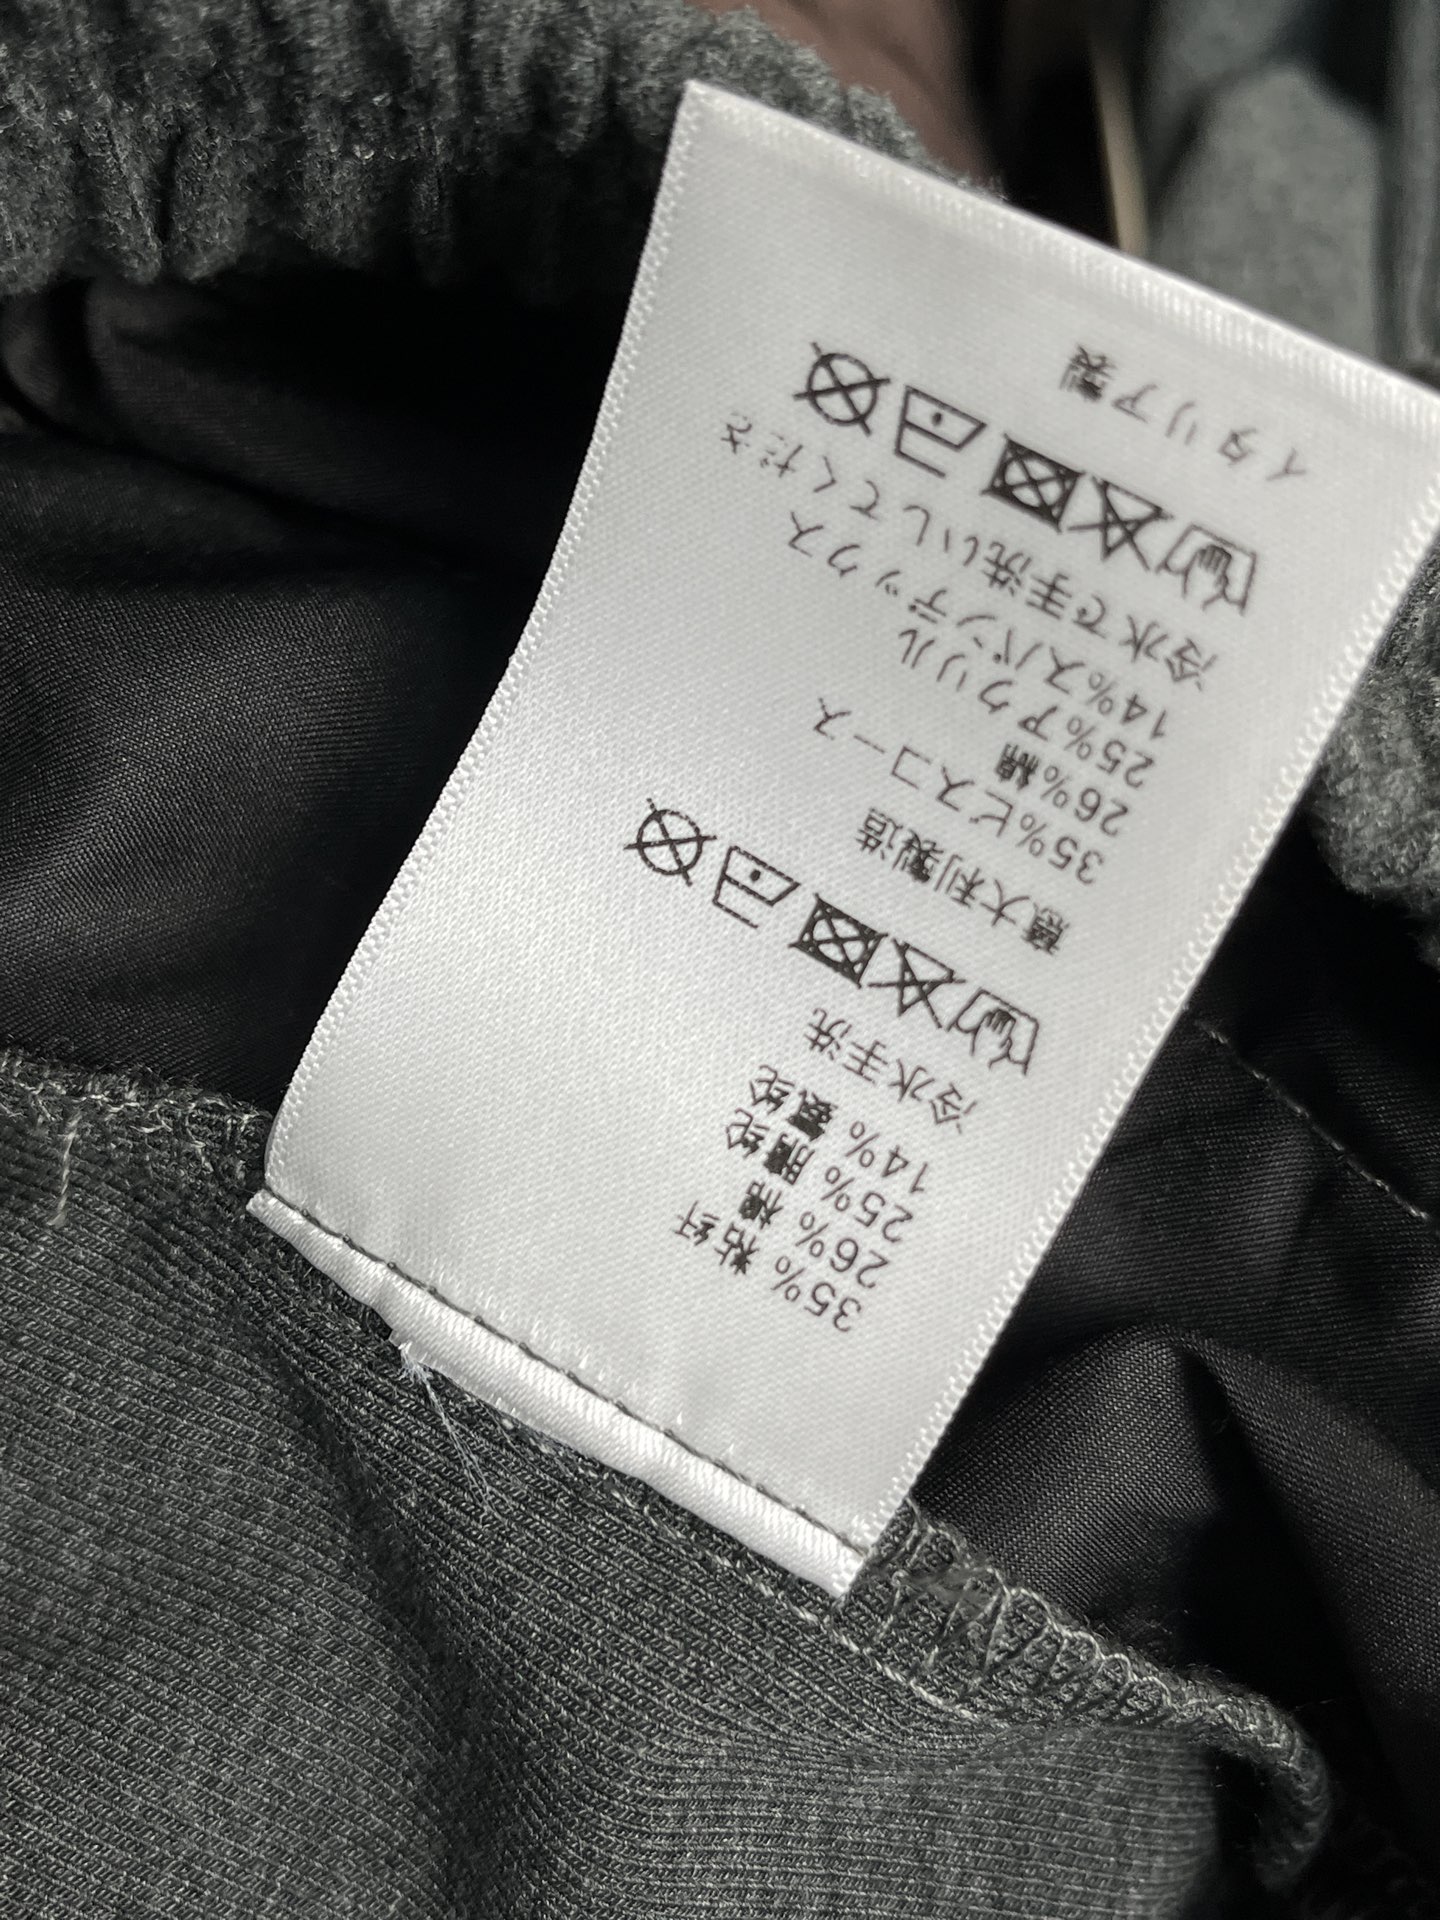 35% 粘纤
26% 棉
25% 腈纶
14% 氨纶
冷水手洗
意大利製造
35%ビスコース
26%綿
25%アクリル
14%スパンデックス
冷水で手洗いしてくださ
イタリア製